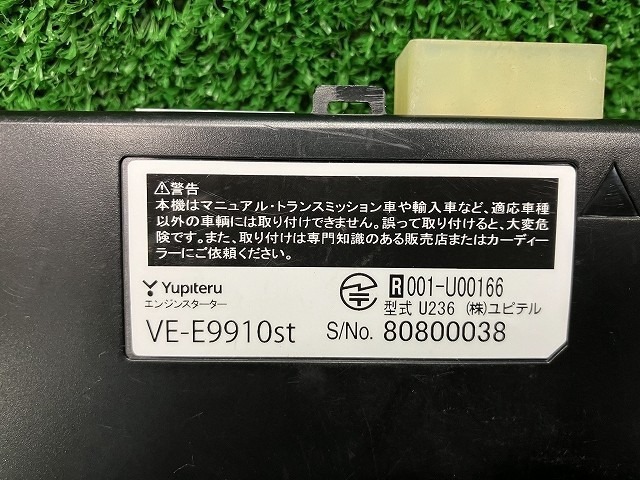 ⚠警告
本機はマニュアル・トランスミッション車や輸入車など、適応車種
以外の車輌には取り付けできません。誤って取り付けると、大変危
険です。また、取り付けは専門知識のある販売店またはカーディー
ラーにご依頼ください。
Yupiteru
エンジンスターター
R 001-U00166
型式 U236 (株)ユピテル
VE-E9910st S/No. 80800038